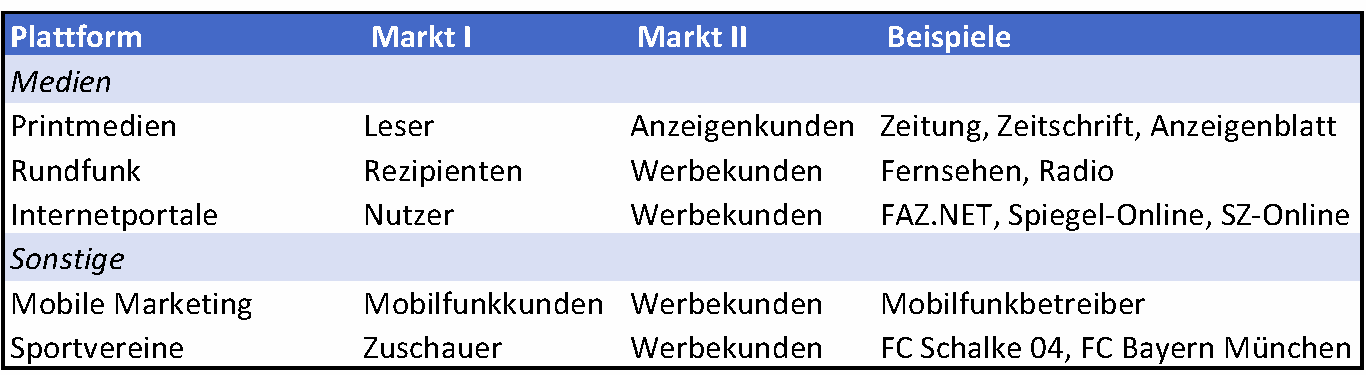 Plattform Markt I Markt II Beispiele
Medien
Printmedien Leser Anzeigenkunden Zeitung, Zeitschrift, Anzeigenblatt
Rundfunk Rezipienten Werbekunden Fernsehen, Radio
Internetportale Nutzer Werbekunden FAZ.NET, Spiegel-Online, SZ-Online
Sonstige
Mobile Marketing Mobilfunkkunden Werbekunden Mobilfunkbetreiber
Sportvereine Zuschauer Werbekunden FC Schalke 04, FC Bayern München